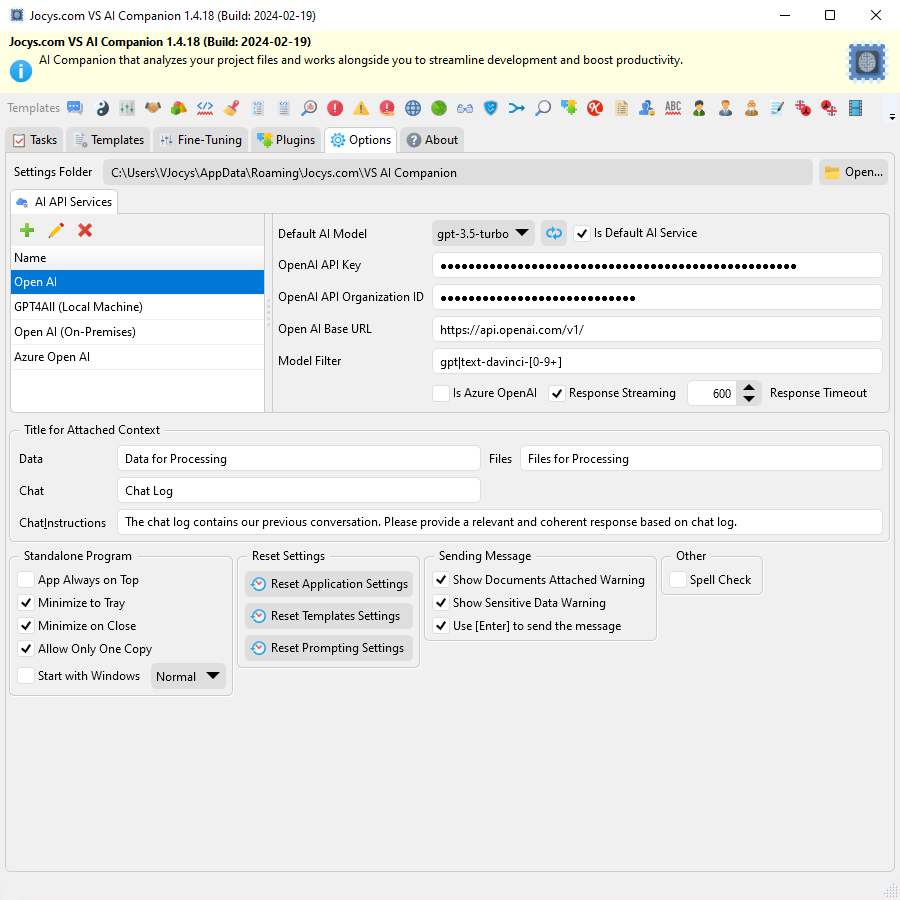 Jocys.com VS AI Companion 1.4.18 (Build: 2024-02-19)
Jocys.com VS AI Companion 1.4.18 (Build: 2024-02-19)
AI Companion that analyzes your project files and works alongside you to streamline development and boost productivity.
Templates
ABC
Tasks Templates Fine-Tuning Plugins Options About
Settings Folder C:\Users\VJocys\AppData\Roaming\Jocys.com\VS AI Companion Open...
AI API Services
Name
Open AI
GPT4All (Local Machine)
Open AI (On-Premises)
Azure Open AI
Default AI Model gpt-3.5-turbo Is Default AI Service
OpenAI API Key
OpenAI API Organization ID
Open AI Base URL https://api.openai.com/v1/
Model Filter gpt|text-davinci-[0-9+]
Is Azure OpenAI Response Streaming 600 Response Timeout
Title for Attached Context
Data Data for Processing Files Files for Processing
Chat Chat Log
ChatInstructions The chat log contains our previous conversation. Please provide a relevant and coherent response based on chat log.
Standalone Program
App Always on Top
Minimize to Tray
Minimize on Close
Allow Only One Copy
Start with Windows Normal
Reset Settings
Reset Application Settings
Reset Templates Settings
Reset Prompting Settings
Sending Message
Show Documents Attached Warning
Show Sensitive Data Warning
Use [Enter] to send the message
Other
Spell Check